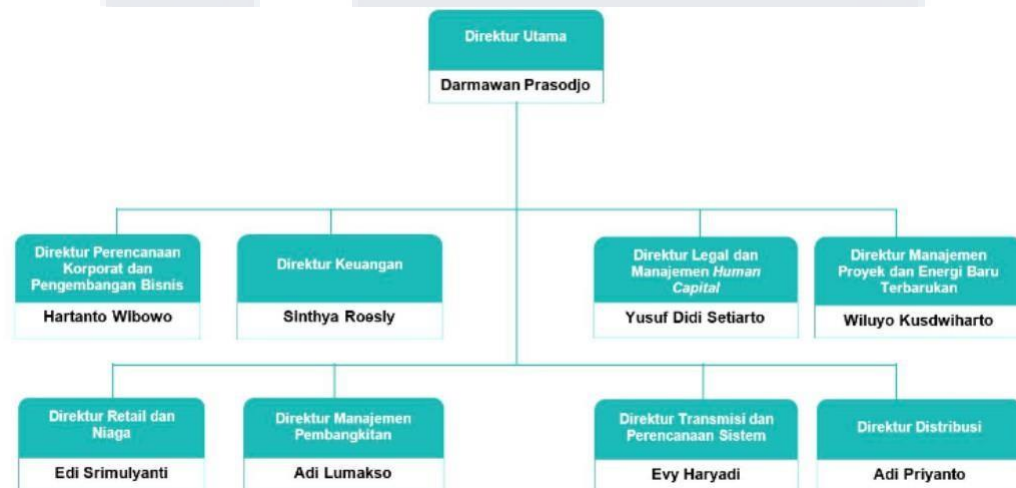 Direktur Utama
Darmawan Prasodjo
Direktur Perencanaan
Korporat dan
Pengembangan Bisnis
Hartanto Wibowo
Direktur Keuangan
Sinthya Roesly
Direktur Legal dan
Manajemen Human
Capital
Yusuf Didi Setiarto
Direktur Manajemen
Proyek dan Energi Baru
Terbarukan
Wiluyo Kusdwiharto
Direktur Retail dan
Niaga
Edi Srimulyanti
Direktur Manajemen
Pembangkitan
Adi Lumakso
Direktur Transmisi dan
Perencanaan Sistem
Evy Haryadi
Direktur Distribusi
Adi Priyanto